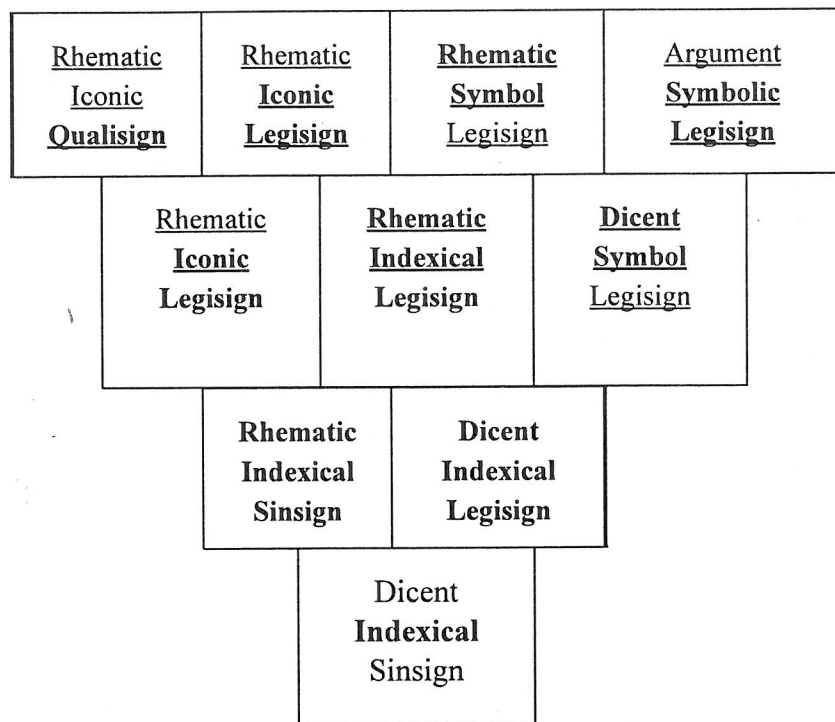 Rhematic
Iconic
Qualisign
Rhematic
Iconic
Legisign
Rhematic
Symbol
Legisign
Argument
Symbolic
Legisign
Rhematic
Iconic
Legisign
Rhematic
Indexical
Legisign
Dicent
Symbol
Legisign
Rhematic
Indexical
Sinsign
Dicent
Indexical
Legisign
Dicent
Indexical
Sinsign